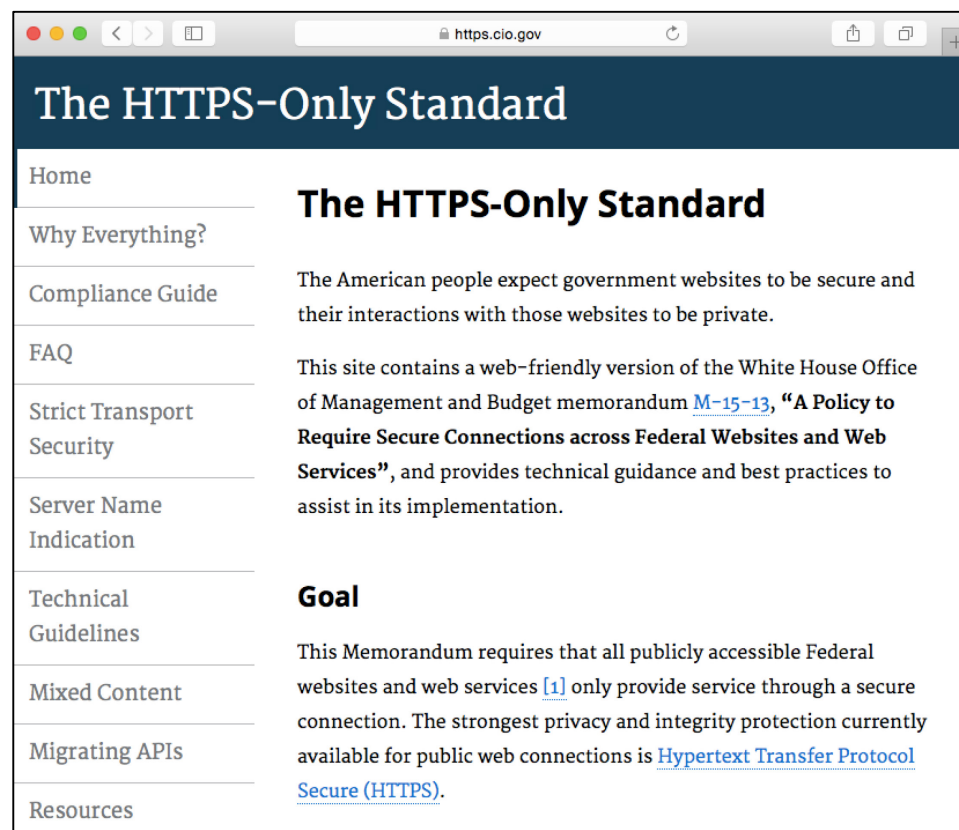 https.cio.gov
The HTTPS-Only Standard
Home
Why Everything?
Compliance Guide
FAQ
Strict Transport
Security
Server Name
Indication
Technical
Guidelines
Mixed Content
Migrating APIs
Resources
The HTTPS-Only Standard
The American people expect government websites to be secure and
their interactions with those websites to be private.
This site contains a web-friendly version of the White House Office
of Management and Budget memorandum M-15-13, “A Policy to
Require Secure Connections across Federal Websites and Web
Services”, and provides technical guidance and best practices to
assist in its implementation.
Goal
This Memorandum requires that all publicly accessible Federal
websites and web services [1] only provide service through a secure
connection. The strongest privacy and integrity protection currently
available for public web connections is Hypertext Transfer Protocol
Secure (HTTPS).